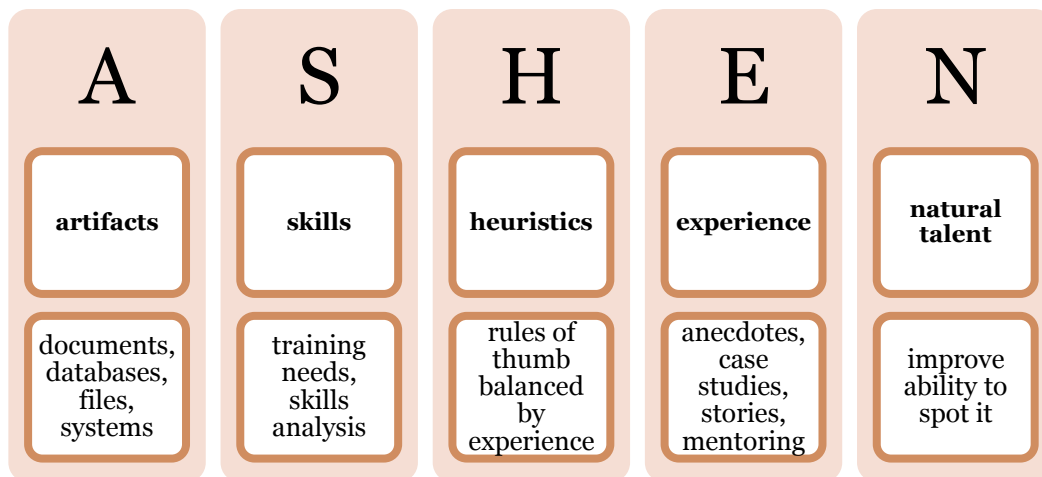 A
artifacts
documents,
databases,
files,
systems
S
skills
training
needs,
skills
analysis
H
heuristics
rules of
thumb
balanced
by
experience
E
experience
anecdotes,
case
studies,
stories,
mentoring
N
natural
talent
improve
ability to
spot it